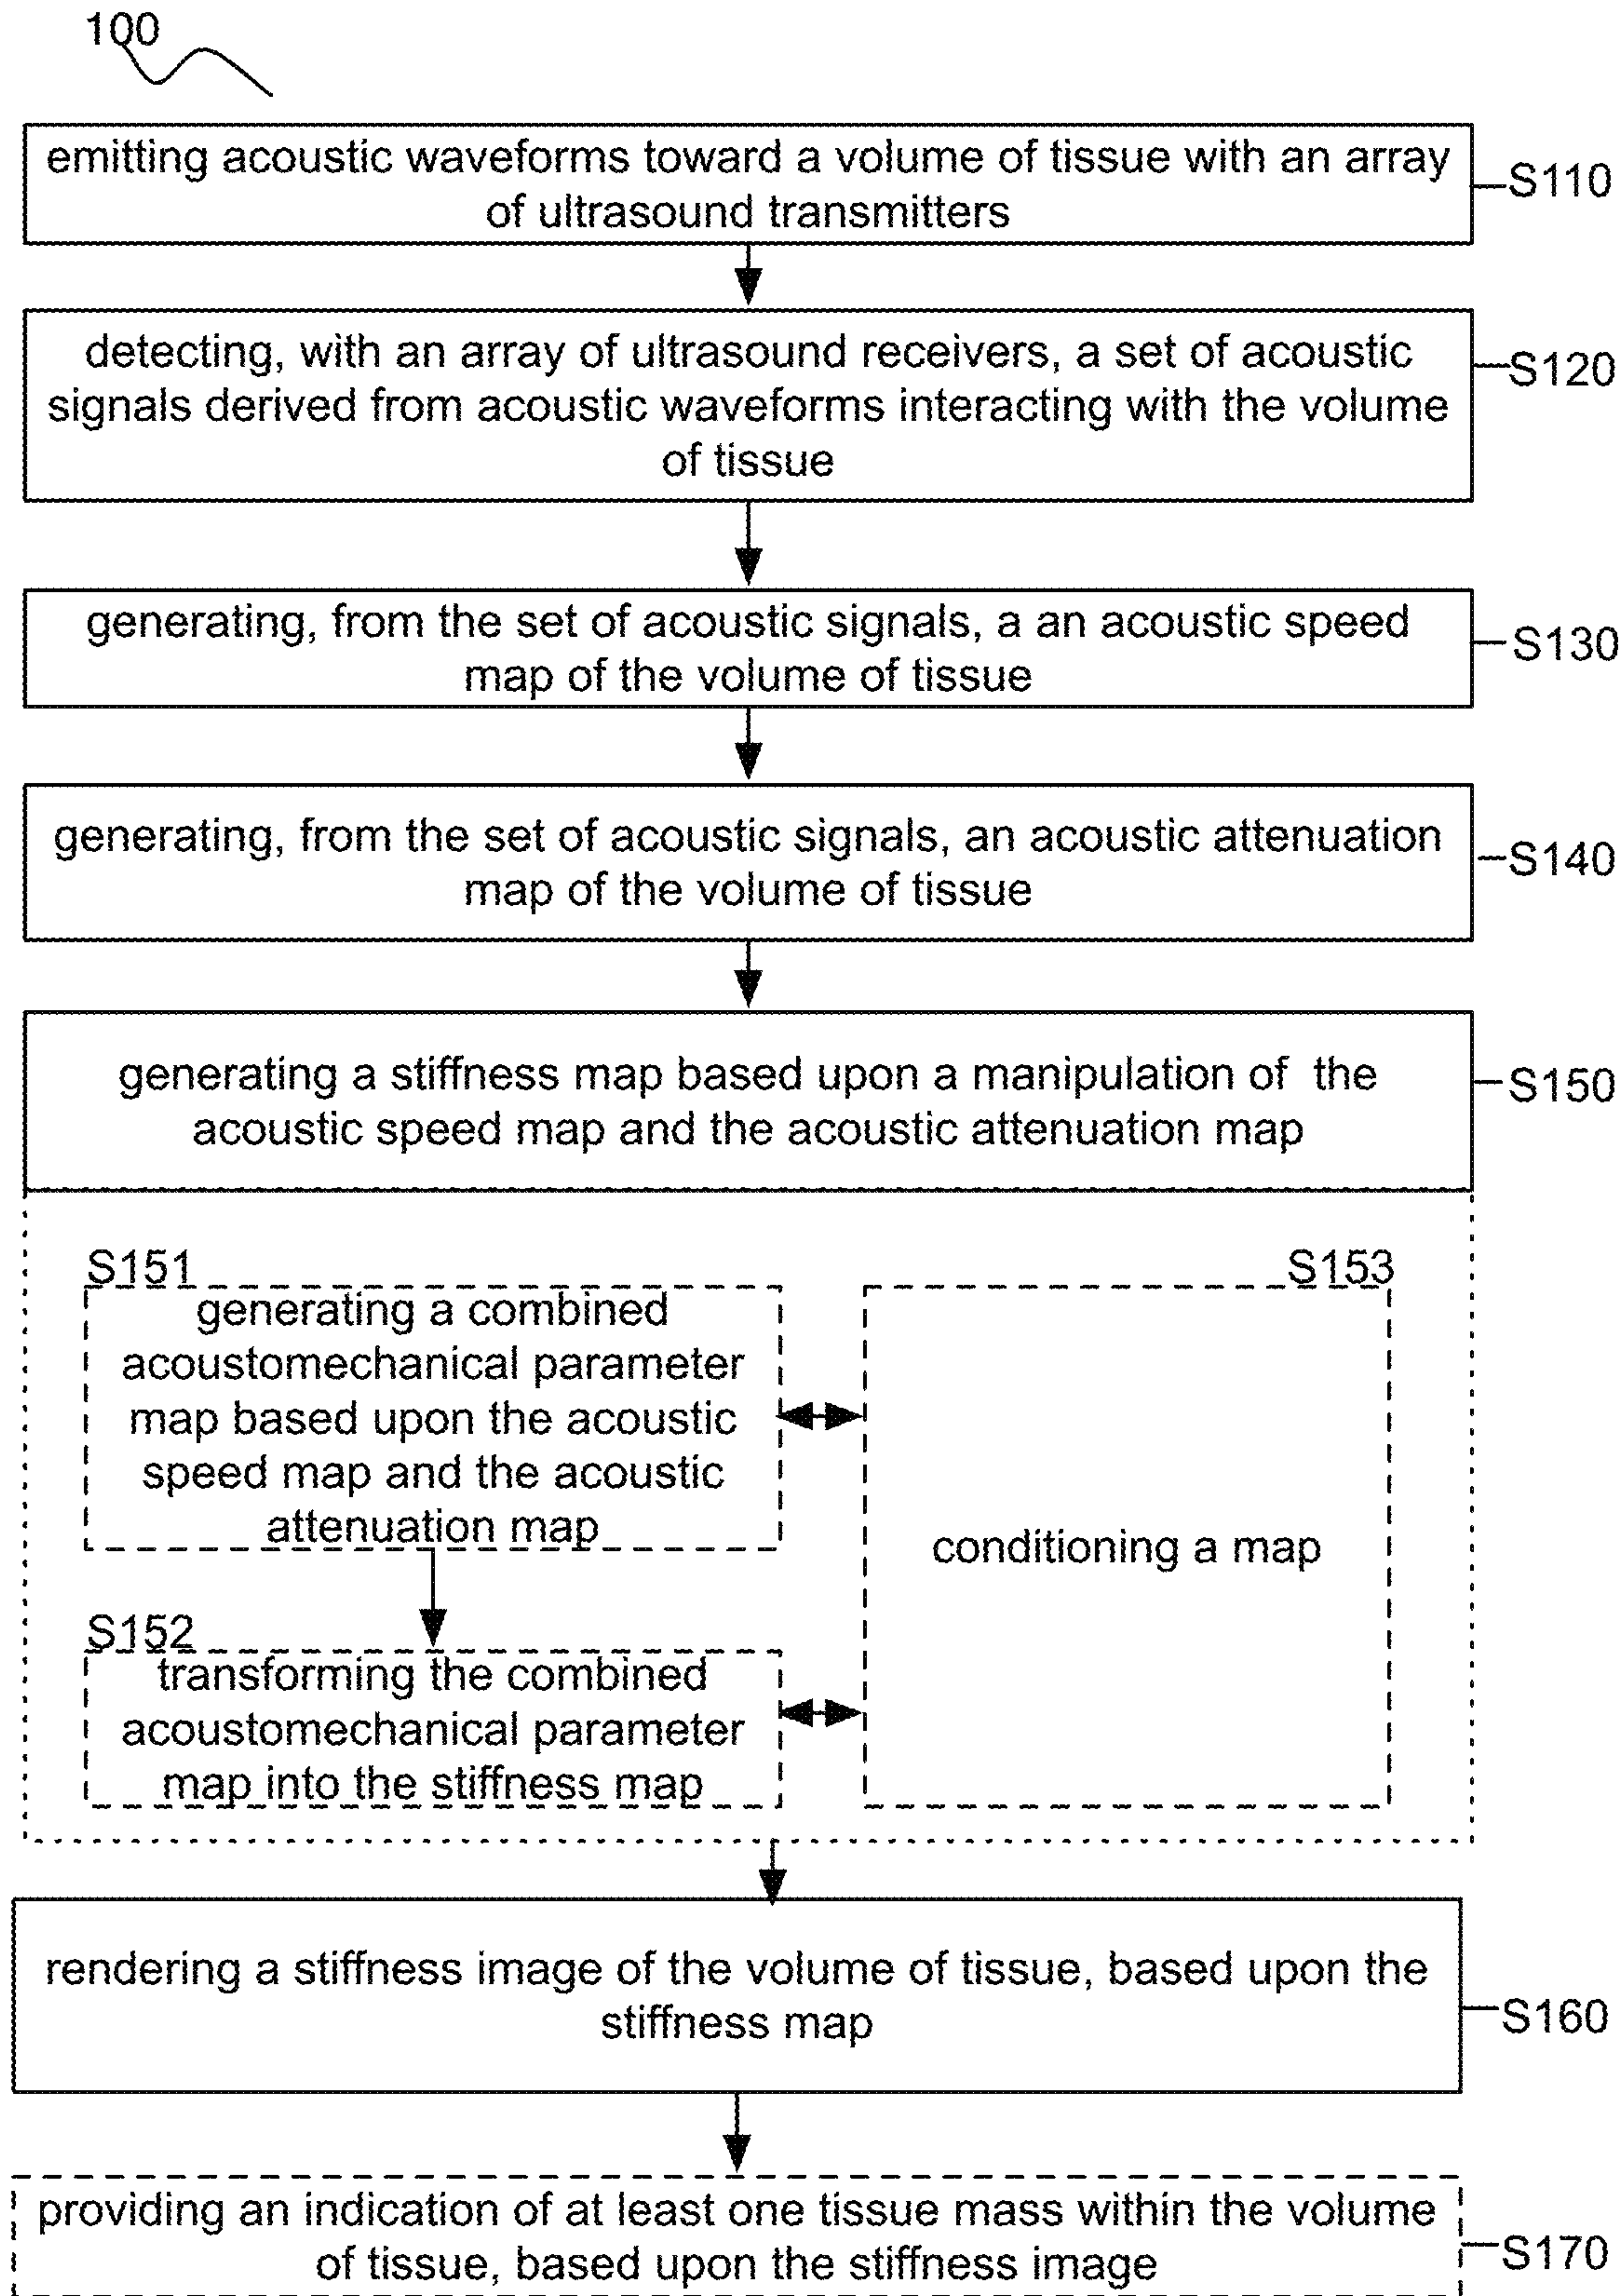 100
emitting acoustic waveforms toward a volume of tissue with an array
of ultrasound transmitters
S110
detecting, with an array of ultrasound receivers, a set of acoustic
signals derived from acoustic waveforms interacting with the volume
of tissue
S120
generating, from the set of acoustic signals, a an acoustic speed
map of the volume of tissue
S130
generating, from the set of acoustic signals, an acoustic attenuation
map of the volume of tissue
S140
generating a stiffness map based upon a manipulation of the
acoustic speed map and the acoustic attenuation map
S150
S151
generating a combined
acoustomechanical parameter
map based upon the acoustic
speed map and the acoustic
attenuation map
S152
transforming the combined
acoustomechanical parameter
map into the stiffness map
S153
conditioning a map
rendering a stiffness image of the volume of tissue, based upon the
stiffness map
S160
providing an indication of at least one tissue mass within the volume
of tissue, based upon the stiffness image
S170